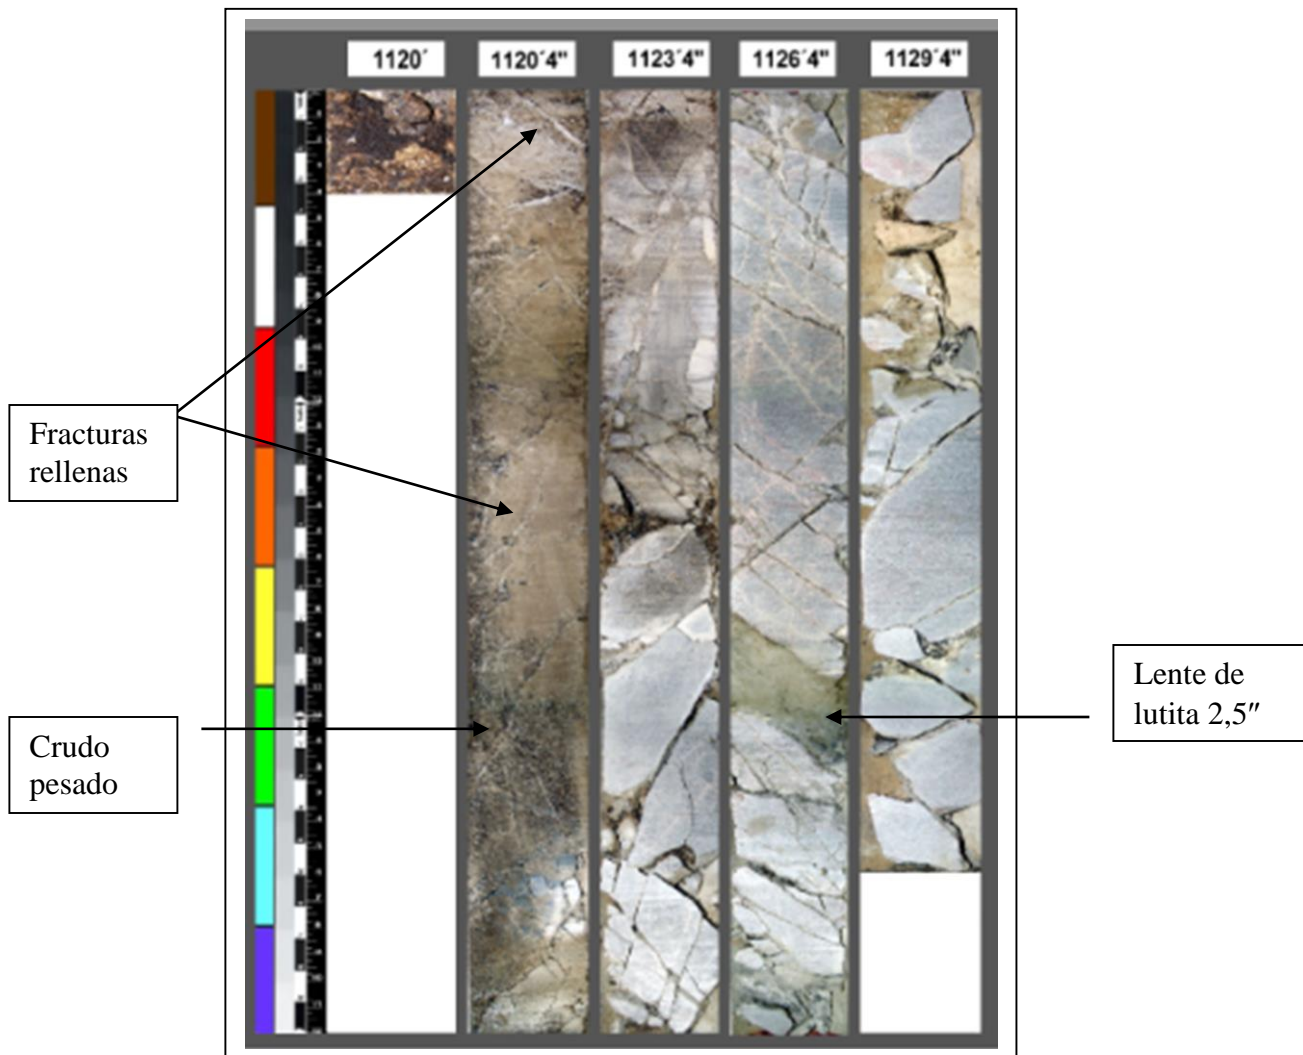 1120´
1120´4"
1123´4"
1126´4"
1129´4"
Fracturas
rellenas
Crudo
pesado
Lente de
lutita 2,5″